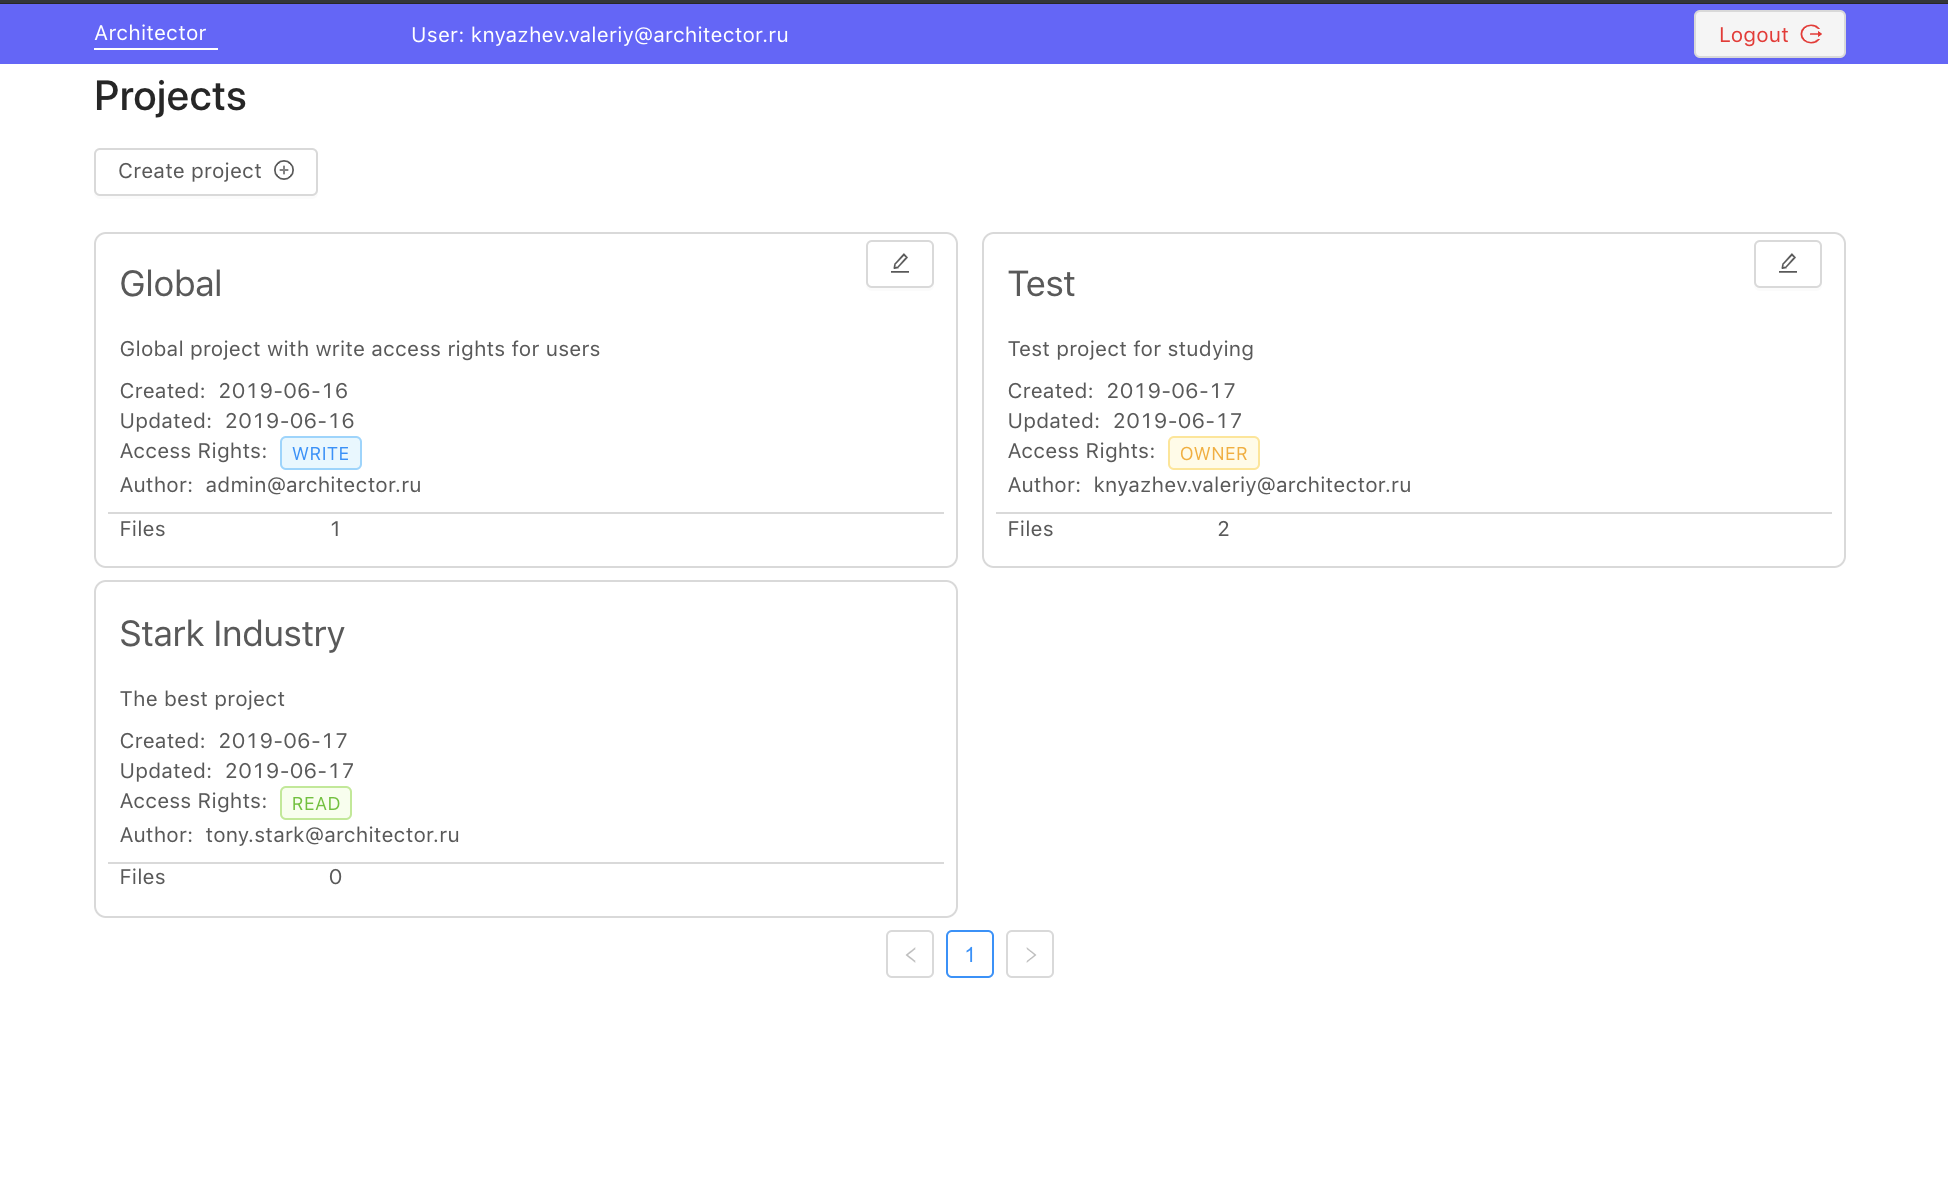 Architector
User: knyazhev.valeriy@architector.ru
Logout
Projects
Create project
Global
Global project with write access rights for users
Created: 2019-06-16
Updated: 2019-06-16
Access Rights: WRITE
Author: admin@architector.ru
Files 1
Test
Test project for studying
Created: 2019-06-17
Updated: 2019-06-17
Access Rights: OWNER
Author: knyazhev.valeriy@architector.ru
Files 2
Stark Industry
The best project
Created: 2019-06-17
Updated: 2019-06-17
Access Rights: READ
Author: tony.stark@architector.ru
Files 0
1